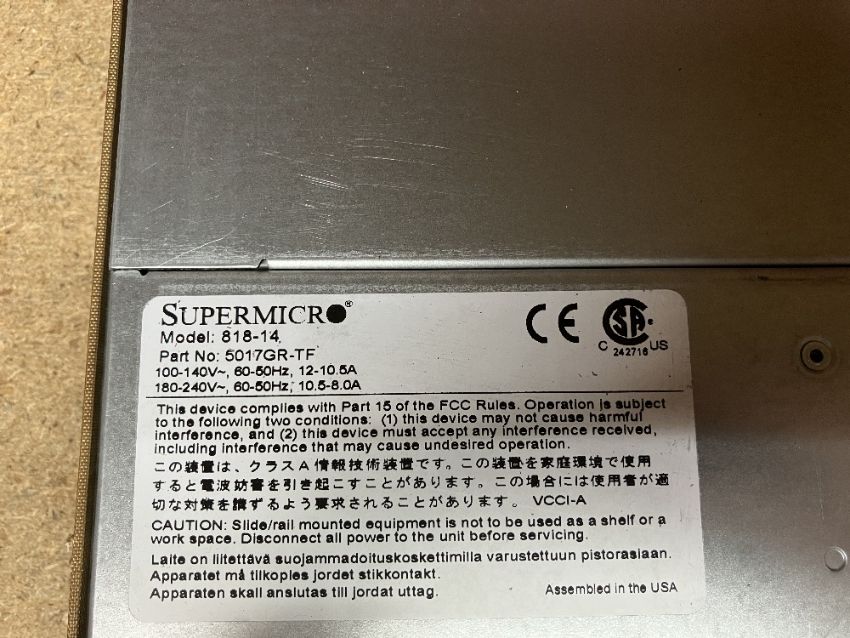 SUPERMICRO®
Model: 818-14
Part No: 5017GR-TF
100-140V~, 60-50Hz, 12-10.5A
180-240V~, 60-50Hz, 10.5-8.0A
CE
C SA US
242716
This device complies with Part 15 of the FCC Rules. Operation is subject
to the following two conditions: (1) this device may not cause harmful
interference, and (2) this device must accept any interference received,
including interference that may cause undesired operation.
この装置は、クラスA情報技術装置です。この装置を家庭環境で使用
すると電波妨害を引き起こすことがあります。この場合には使用者が適
切な対策を講ずるよう要求されることがあります。 VCCI-A
CAUTION: Slide/rail mounted equipment is not to be used as a shelf or a
work space. Disconnect all power to the unit before servicing.
Laite on liitettävä suojammadoituskoskettimilla varustettuun pistorasiaan.
Apparatet må tilkoples jordet stikkontakt.
Apparaten skall anslutas till jordat uttag.
Assembled in the USA